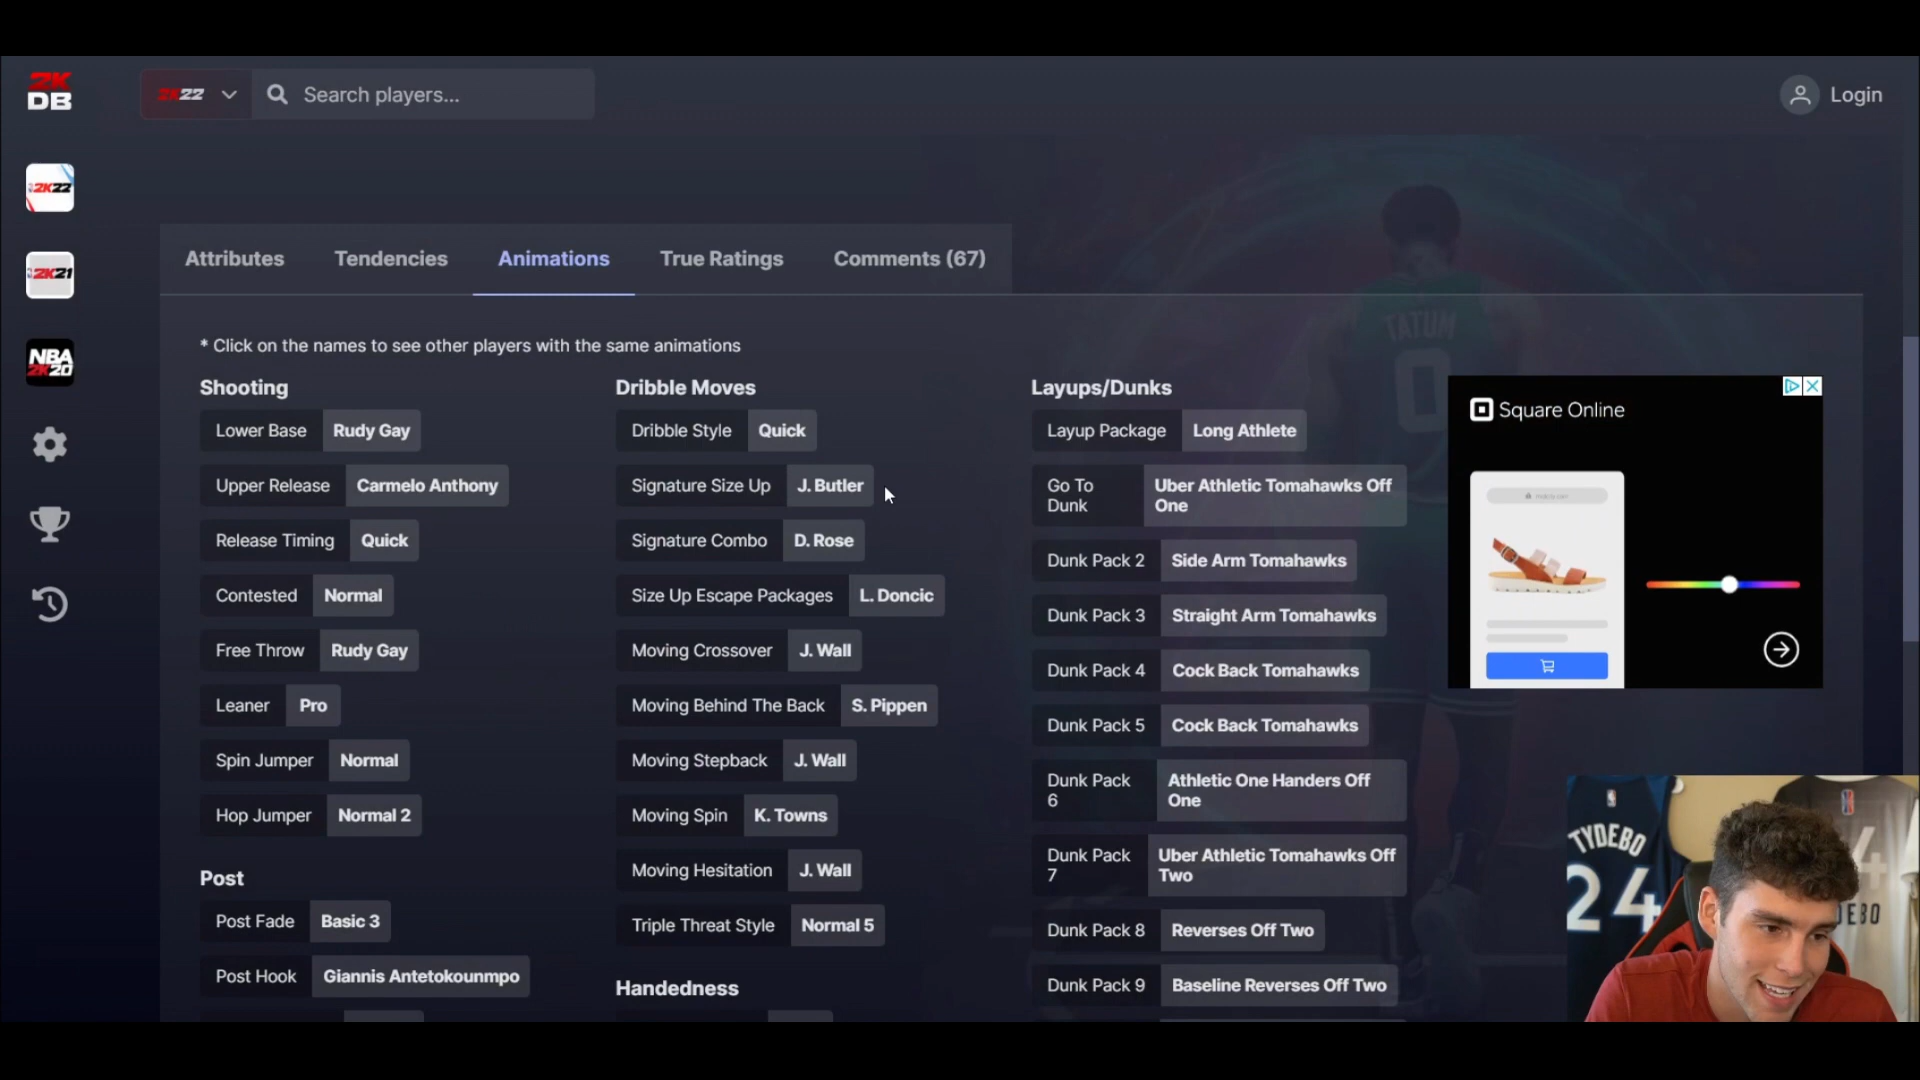 2K
DB
2K22
Search players...
Login
2K22
2K21
NBA
2K20
Attributes
Tendencies
Animations
True Ratings
Comments (67)
* Click on the names to see other players with the same animations
Shooting
Lower Base Rudy Gay
Upper Release Carmelo Anthony
Release Timing Quick
Contested Normal
Free Throw Rudy Gay
Leaner Pro
Spin Jumper Normal
Hop Jumper Normal 2
Post
Post Fade Basic 3
Post Hook Giannis Antetokounmpo
Dribble Moves
Dribble Style Quick
Signature Size Up J. Butler
Signature Combo D. Rose
Size Up Escape Packages L. Doncic
Moving Crossover J. Wall
Moving Behind The Back S. Pippen
Moving Stepback J. Wall
Moving Spin K. Towns
Moving Hesitation J. Wall
Triple Threat Style Normal 5
Handedness
Layups/Dunks
Layup Package Long Athlete
Go To Uber Athletic Tomahawks Off
Dunk One
Dunk Pack 2 Side Arm Tomahawks
Dunk Pack 3 Straight Arm Tomahawks
Dunk Pack 4 Cock Back Tomahawks
Dunk Pack 5 Cock Back Tomahawks
Dunk Pack Athletic One Handers Off
6 One
Dunk Pack Uber Athletic Tomahawks Off
7 Two
Dunk Pack 8 Reverses Off Two
Dunk Pack 9 Baseline Reverses Off Two
TATUM
0
Square Online
TYDEBO
24
4
DEBO